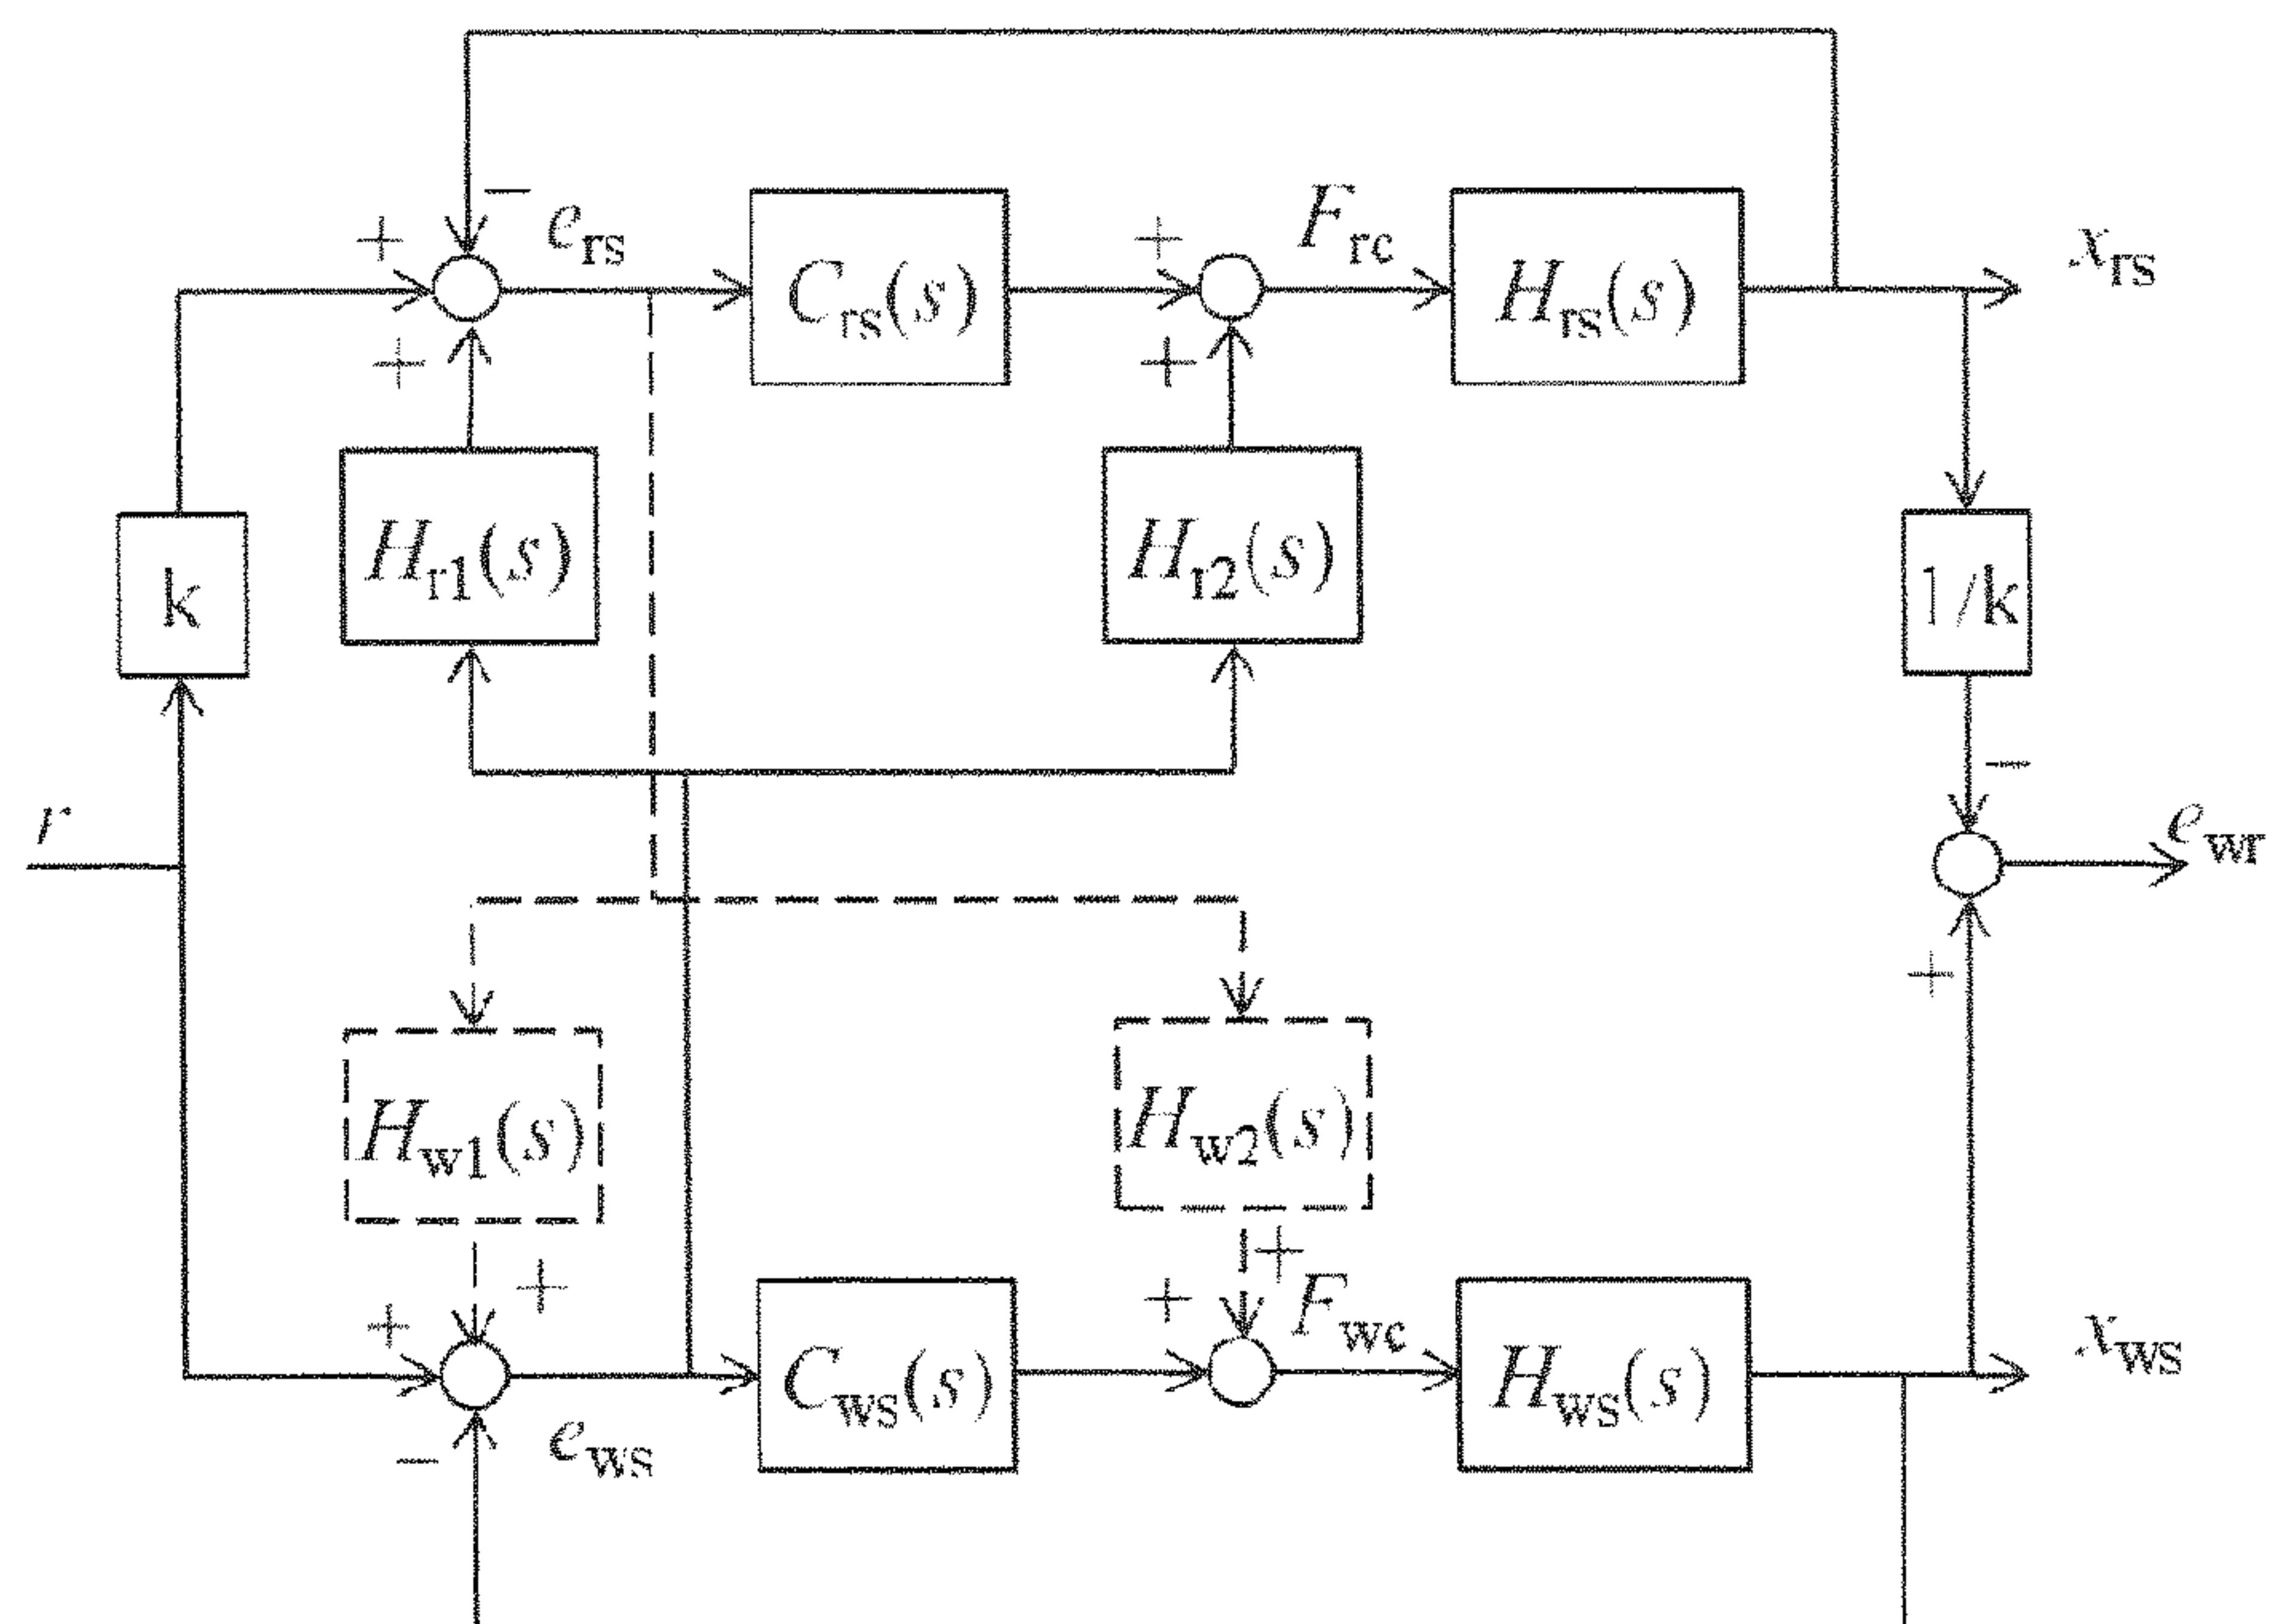 − e_rs + C_rs(s) + F_rc H_rs(s) x_rs
+ +
k H_r1(s) H_r2(s) 1/k
−
r e_wr
+
H_w1(s) H_w2(s)
+ + + + F_wc
C_ws(s) H_ws(s) x_ws
− e_ws